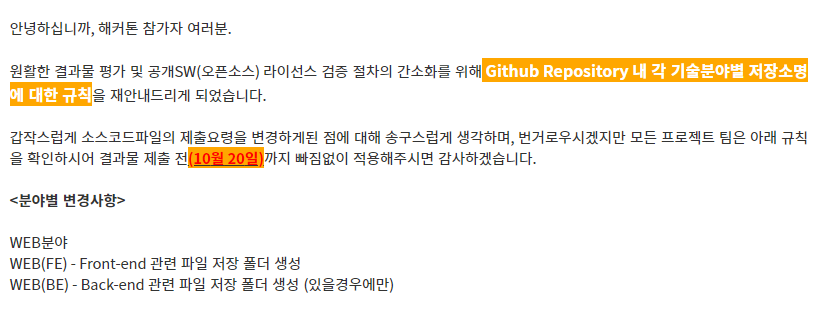 안녕하십니까, 해커톤 참가자 여러분.
원활한 결과물 평가 및 공개SW(오픈소스) 라이선스 검증 절차의 간소화를 위해 Github Repository 내 각 기술분야별 저장소명
에 대한 규칙을 재안내드리게 되었습니다.
갑작스럽게 소스코드파일의 제출요령을 변경하게된 점에 대해 송구스럽게 생각하며, 번거로우시겠지만 모든 프로젝트 팀은 아래 규칙
을 확인하시어 결과물 제출 전(10월 20일)까지 빠짐없이 적용해주시면 감사하겠습니다.
<분야별 변경사항>
WEB분야
WEB(FE) - Front-end 관련 파일 저장 폴더 생성
WEB(BE) - Back-end 관련 파일 저장 폴더 생성 (있을경우에만)